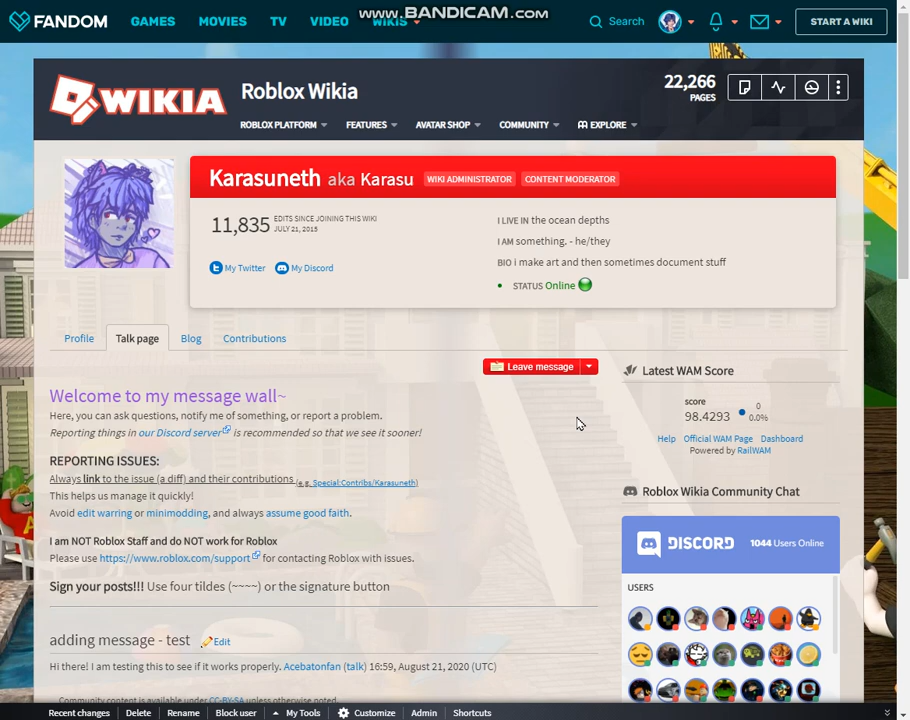 www.BANDICAM.com
FANDOM GAMES MOVIES TV VIDEO WIKIS Search START A WIKI
WIKIA Roblox Wikia 22,266 PAGES
ROBLOX PLATFORM FEATURES AVATAR SHOP COMMUNITY EXPLORE
Karasuneth aka Karasu WIKI ADMINISTRATOR CONTENT MODERATOR
11,835 EDITS SINCE JOINING THIS WIKI
JULY 21, 2015
My Twitter My Discord
I LIVE IN the ocean depths
I AM something. - he/they
BIO i make art and then sometimes document stuff
• STATUS Online
Profile Talk page Blog Contributions
Leave message
Welcome to my message wall~
Here, you can ask questions, notify me of something, or report a problem.
Reporting things in our Discord server is recommended so that we see it sooner!
REPORTING ISSUES:
Always link to the issue (a diff) and their contributions (e.g. Special:Contribs/Karasuneth)
This helps us manage it quickly!
Avoid edit warring or minimodding, and always assume good faith.
I am NOT Roblox Staff and do NOT work for Roblox
Please use https://www.roblox.com/support for contacting Roblox with issues.
Sign your posts!!! Use four tildes (~~~~) or the signature button
adding message - test Edit
Hi there! I am testing this to see if it works properly. Acebatonfan (talk) 16:59, August 21, 2020 (UTC)
Community content is available under CC-BY-SA unless otherwise noted.
Latest WAM Score
score
98.4293
0
0.0%
Help Official WAM Page Dashboard
Powered by RailWAM
Roblox Wikia Community Chat
DISCORD 1044 Users Online
USERS
Recent changes Delete Rename Block user My Tools Customize Admin Shortcuts